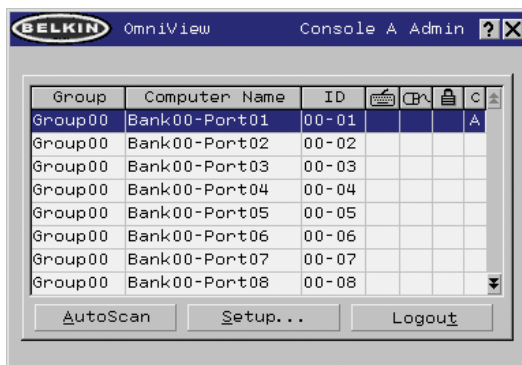 BELKIN OmniView Console A Admin ? X
Group Computer Name ID C
Group00 Bank00-Port01 00-01 A
Group00 Bank00-Port02 00-02
Group00 Bank00-Port03 00-03
Group00 Bank00-Port04 00-04
Group00 Bank00-Port05 00-05
Group00 Bank00-Port06 00-06
Group00 Bank00-Port07 00-07
Group00 Bank00-Port08 00-08
AutoScan Setup... Logout